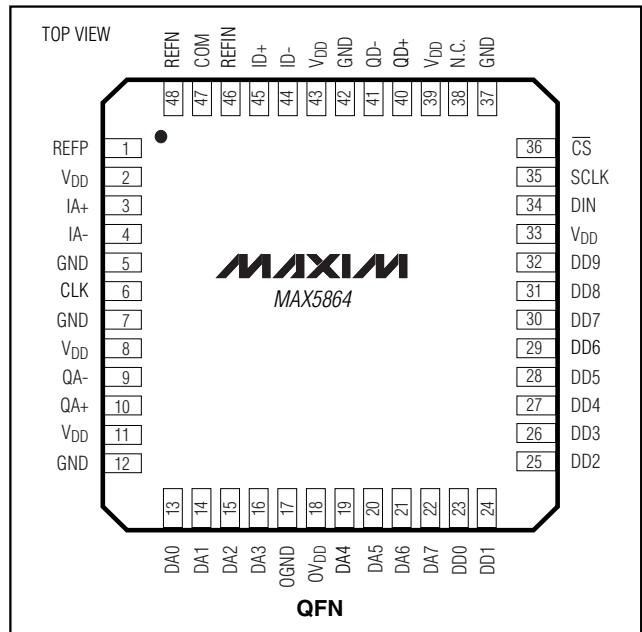 TOP VIEW
REFN COM REFIN ID+ ID- VDD GND QD- QD+ VDD N.C. GND
48 47 46 45 44 43 42 41 40 39 38 37
REFP 1 36 C̅S̅
VDD 2 35 SCLK
IA+ 3 34 DIN
IA- 4 33 VDD
GND 5 32 DD9
CLK 6 31 DD8
GND 7 30 DD7
VDD 8 29 DD6
QA- 9 28 DD5
QA+ 10 27 DD4
VDD 11 26 DD3
GND 12 25 DD2
MAXIM
MAX5864
13 14 15 16 17 18 19 20 21 22 23 24
DA0 DA1 DA2 DA3 OGND OVDD DA4 DA5 DA6 DA7 DD0 DD1
QFN